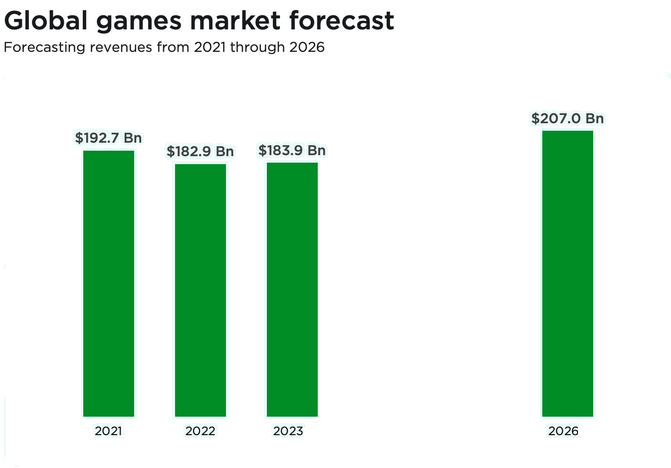 Global games market forecast
Forecasting revenues from 2021 through 2026
$192.7 Bn
$182.9 Bn
$183.9 Bn
$207.0 Bn
2021
2022
2023
2026